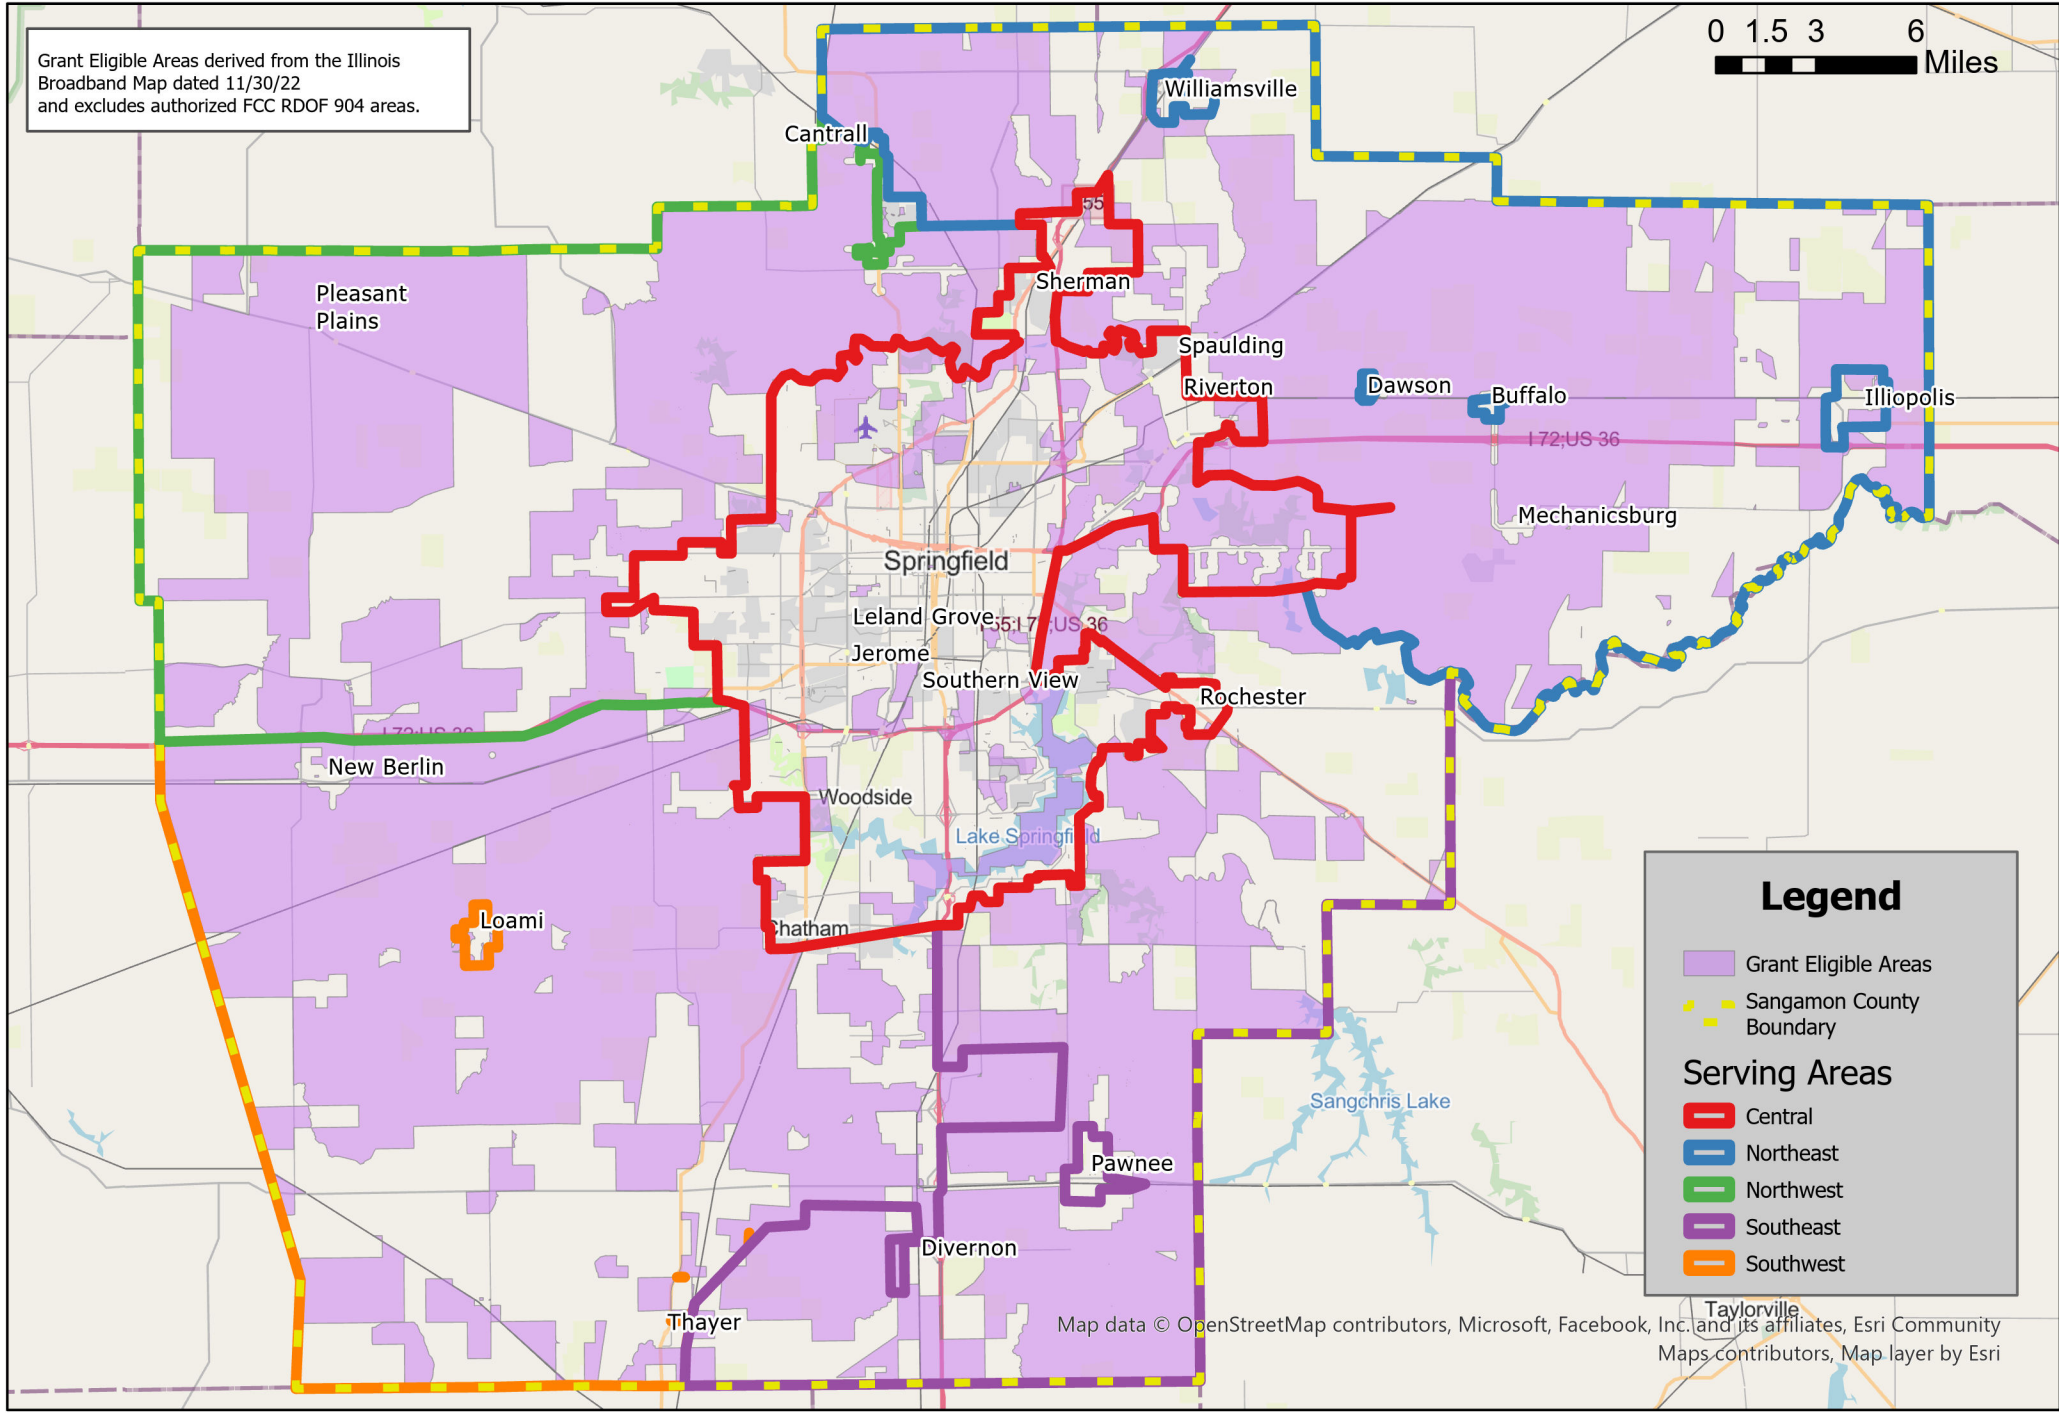 Grant Eligible Areas derived from the Illinois
Broadband Map dated 11/30/22
and excludes authorized FCC RDOF 904 areas.
0 1.5 3 6
Miles
Williamsville
Cantrall
55
Sherman
Pleasant
Plains
Spaulding
Riverton
Dawson
Buffalo
Illiopolis
I 72;US 36
Mechanicsburg
Springfield
Leland Grove
I 55:I 72;US 36
Jerome
Southern View
Rochester
I 72;US 36
New Berlin
Woodside
Lake Springfield
Loami
Chatham
Sangchris Lake
Pawnee
Divernon
Thayer
Legend
Grant Eligible Areas
Sangamon County
Boundary
Serving Areas
Central
Northeast
Northwest
Southeast
Southwest
Taylorville
Map data © OpenStreetMap contributors, Microsoft, Facebook, Inc. and its affiliates, Esri Community
Maps contributors, Map layer by Esri